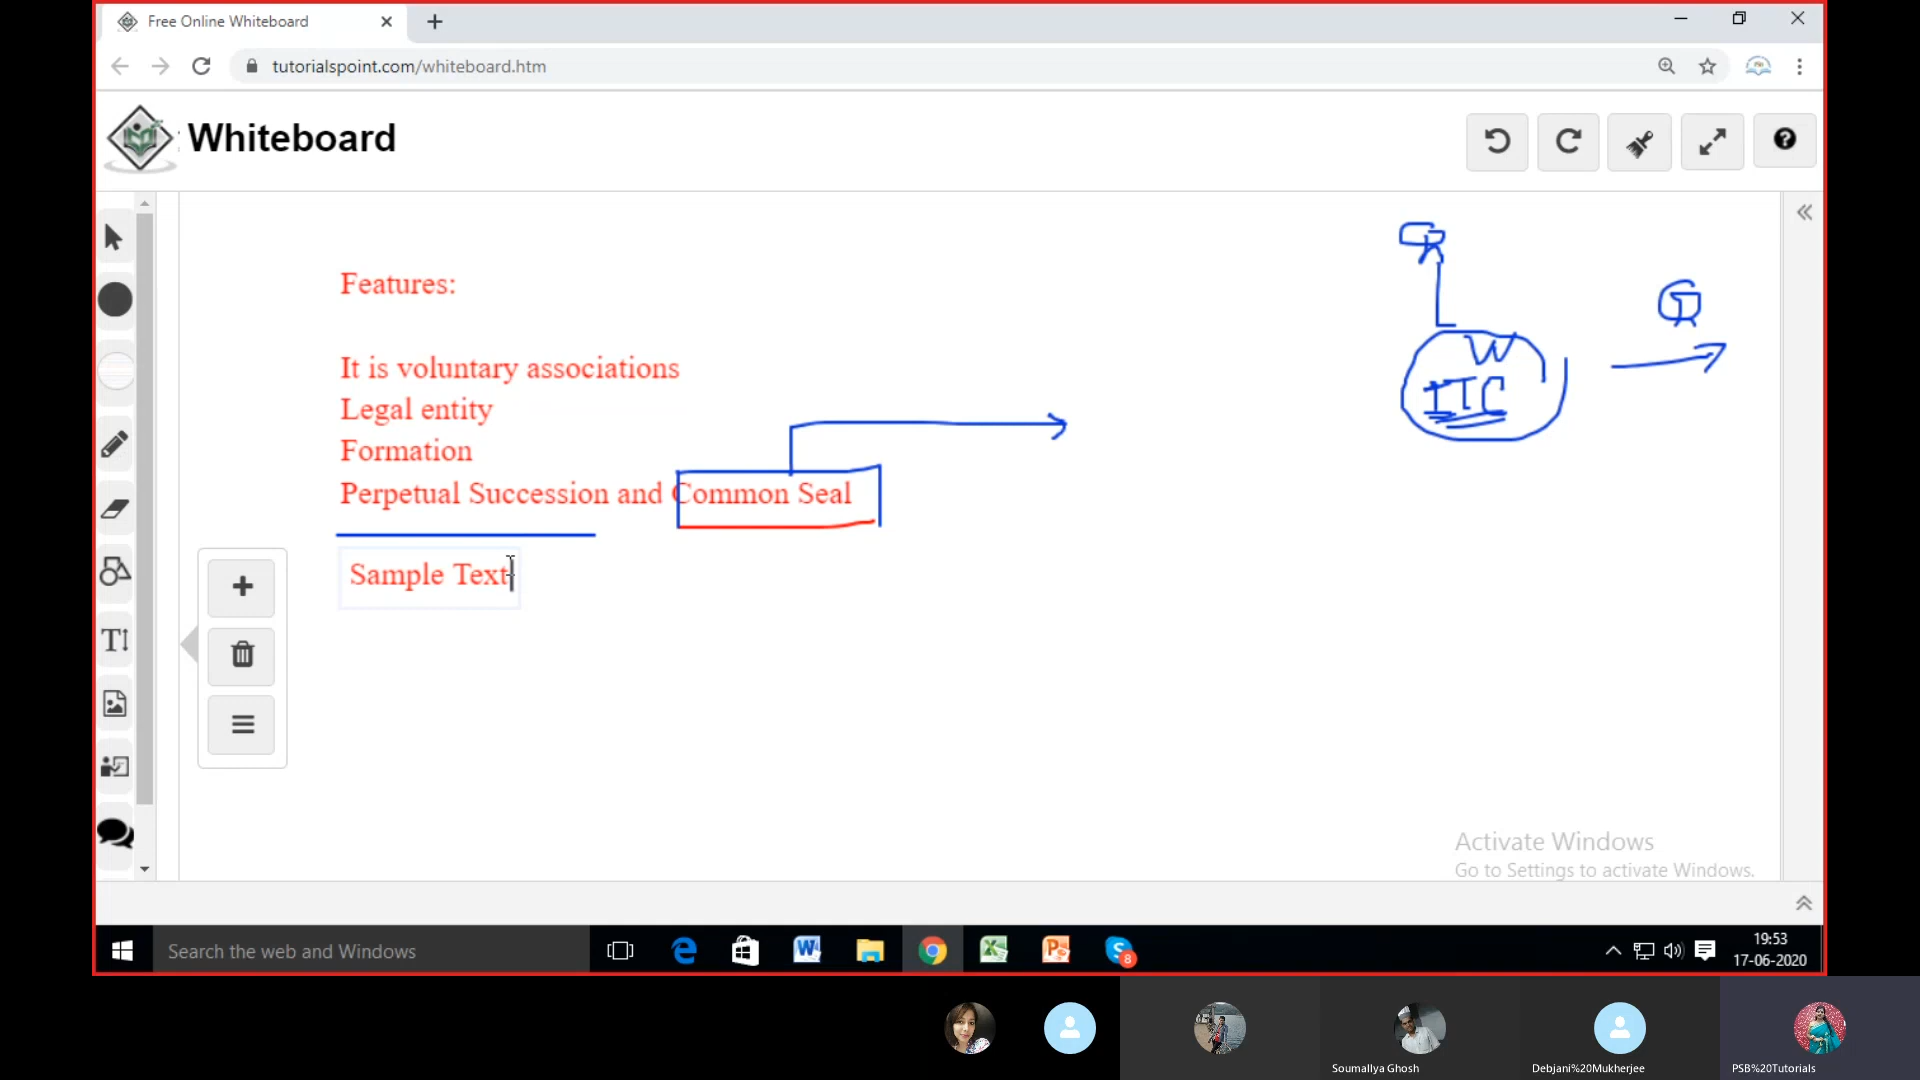 Free Online Whiteboard
tutorialspoint.com/whiteboard.htm
Whiteboard
Features:
It is voluntary associations
Legal entity
Formation
Perpetual Succession and Common Seal
Sample Text
W
ITC
Activate Windows
Go to Settings to activate Windows.
Search the web and Windows
8
19:53
17-06-2020
Soumallya Ghosh
Debjani%20Mukherjee
PSB%20Tutorials